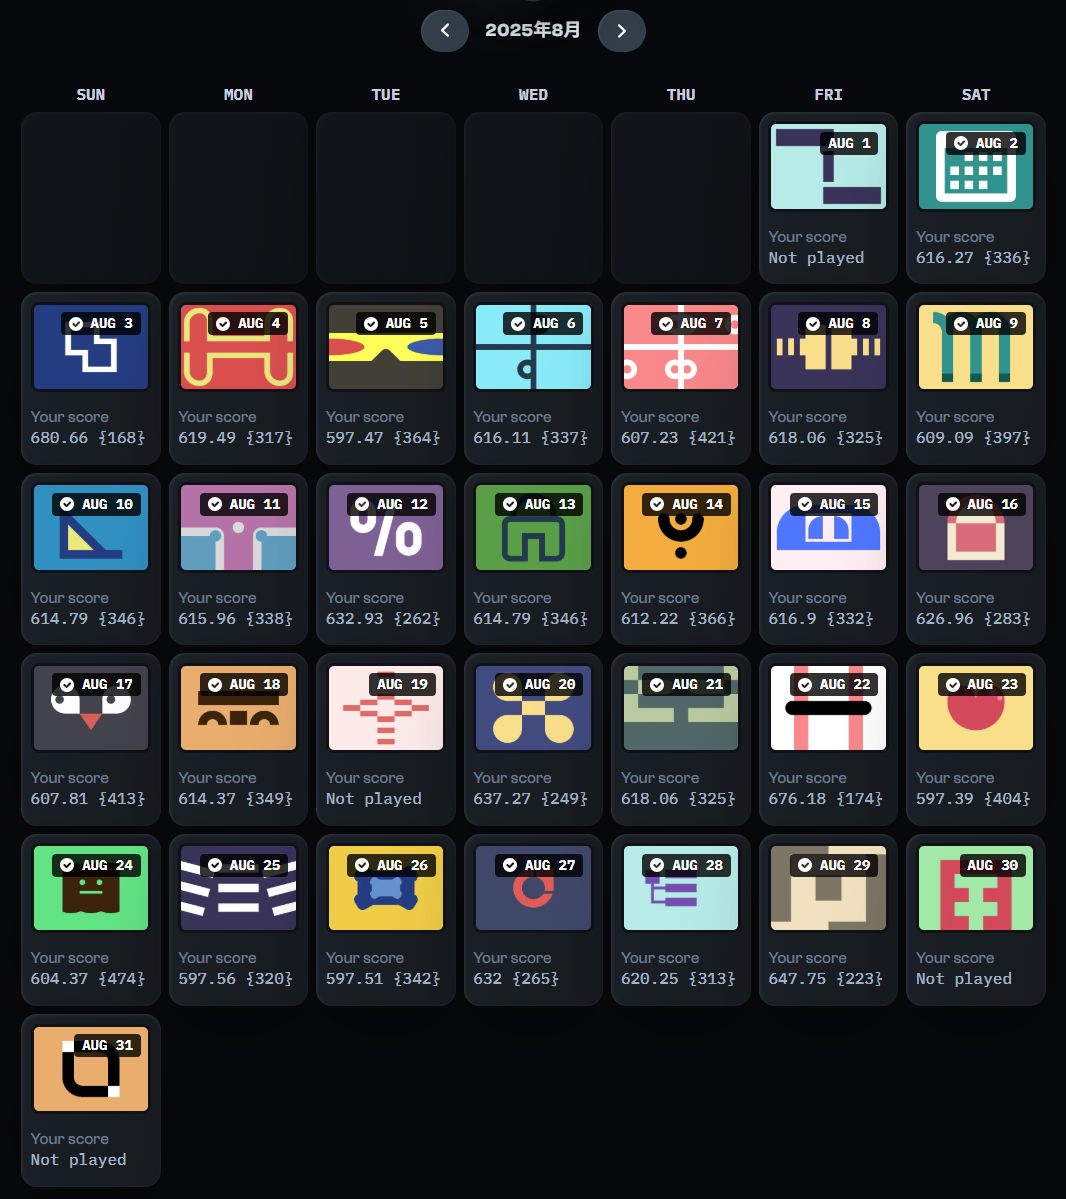 2025年8月
SUN MON TUE WED THU FRI SAT
AUG 1 AUG 2
Your score Your score
Not played 616.27 {336}
AUG 3 AUG 4 AUG 5 AUG 6 AUG 7 AUG 8 AUG 9
Your score Your score Your score Your score Your score Your score Your score
680.66 {168} 619.49 {317} 597.47 {364} 616.11 {337} 607.23 {421} 618.06 {325} 609.09 {397}
AUG 10 AUG 11 AUG 12 AUG 13 AUG 14 AUG 15 AUG 16
%
Your score Your score Your score Your score Your score Your score Your score
614.79 {346} 615.96 {338} 632.93 {262} 614.79 {346} 612.22 {366} 616.9 {332} 626.96 {283}
AUG 17 AUG 18 AUG 19 AUG 20 AUG 21 AUG 22 AUG 23
Your score Your score Your score Your score Your score Your score Your score
607.81 {413} 614.37 {349} Not played 637.27 {249} 618.06 {325} 676.18 {174} 597.39 {404}
AUG 24 AUG 25 AUG 26 AUG 27 AUG 28 AUG 29 AUG 30
Your score Your score Your score Your score Your score Your score Your score
604.37 {474} 597.56 {320} 597.51 {342} 632 {265} 620.25 {313} 647.75 {223} Not played
AUG 31
Your score
Not played